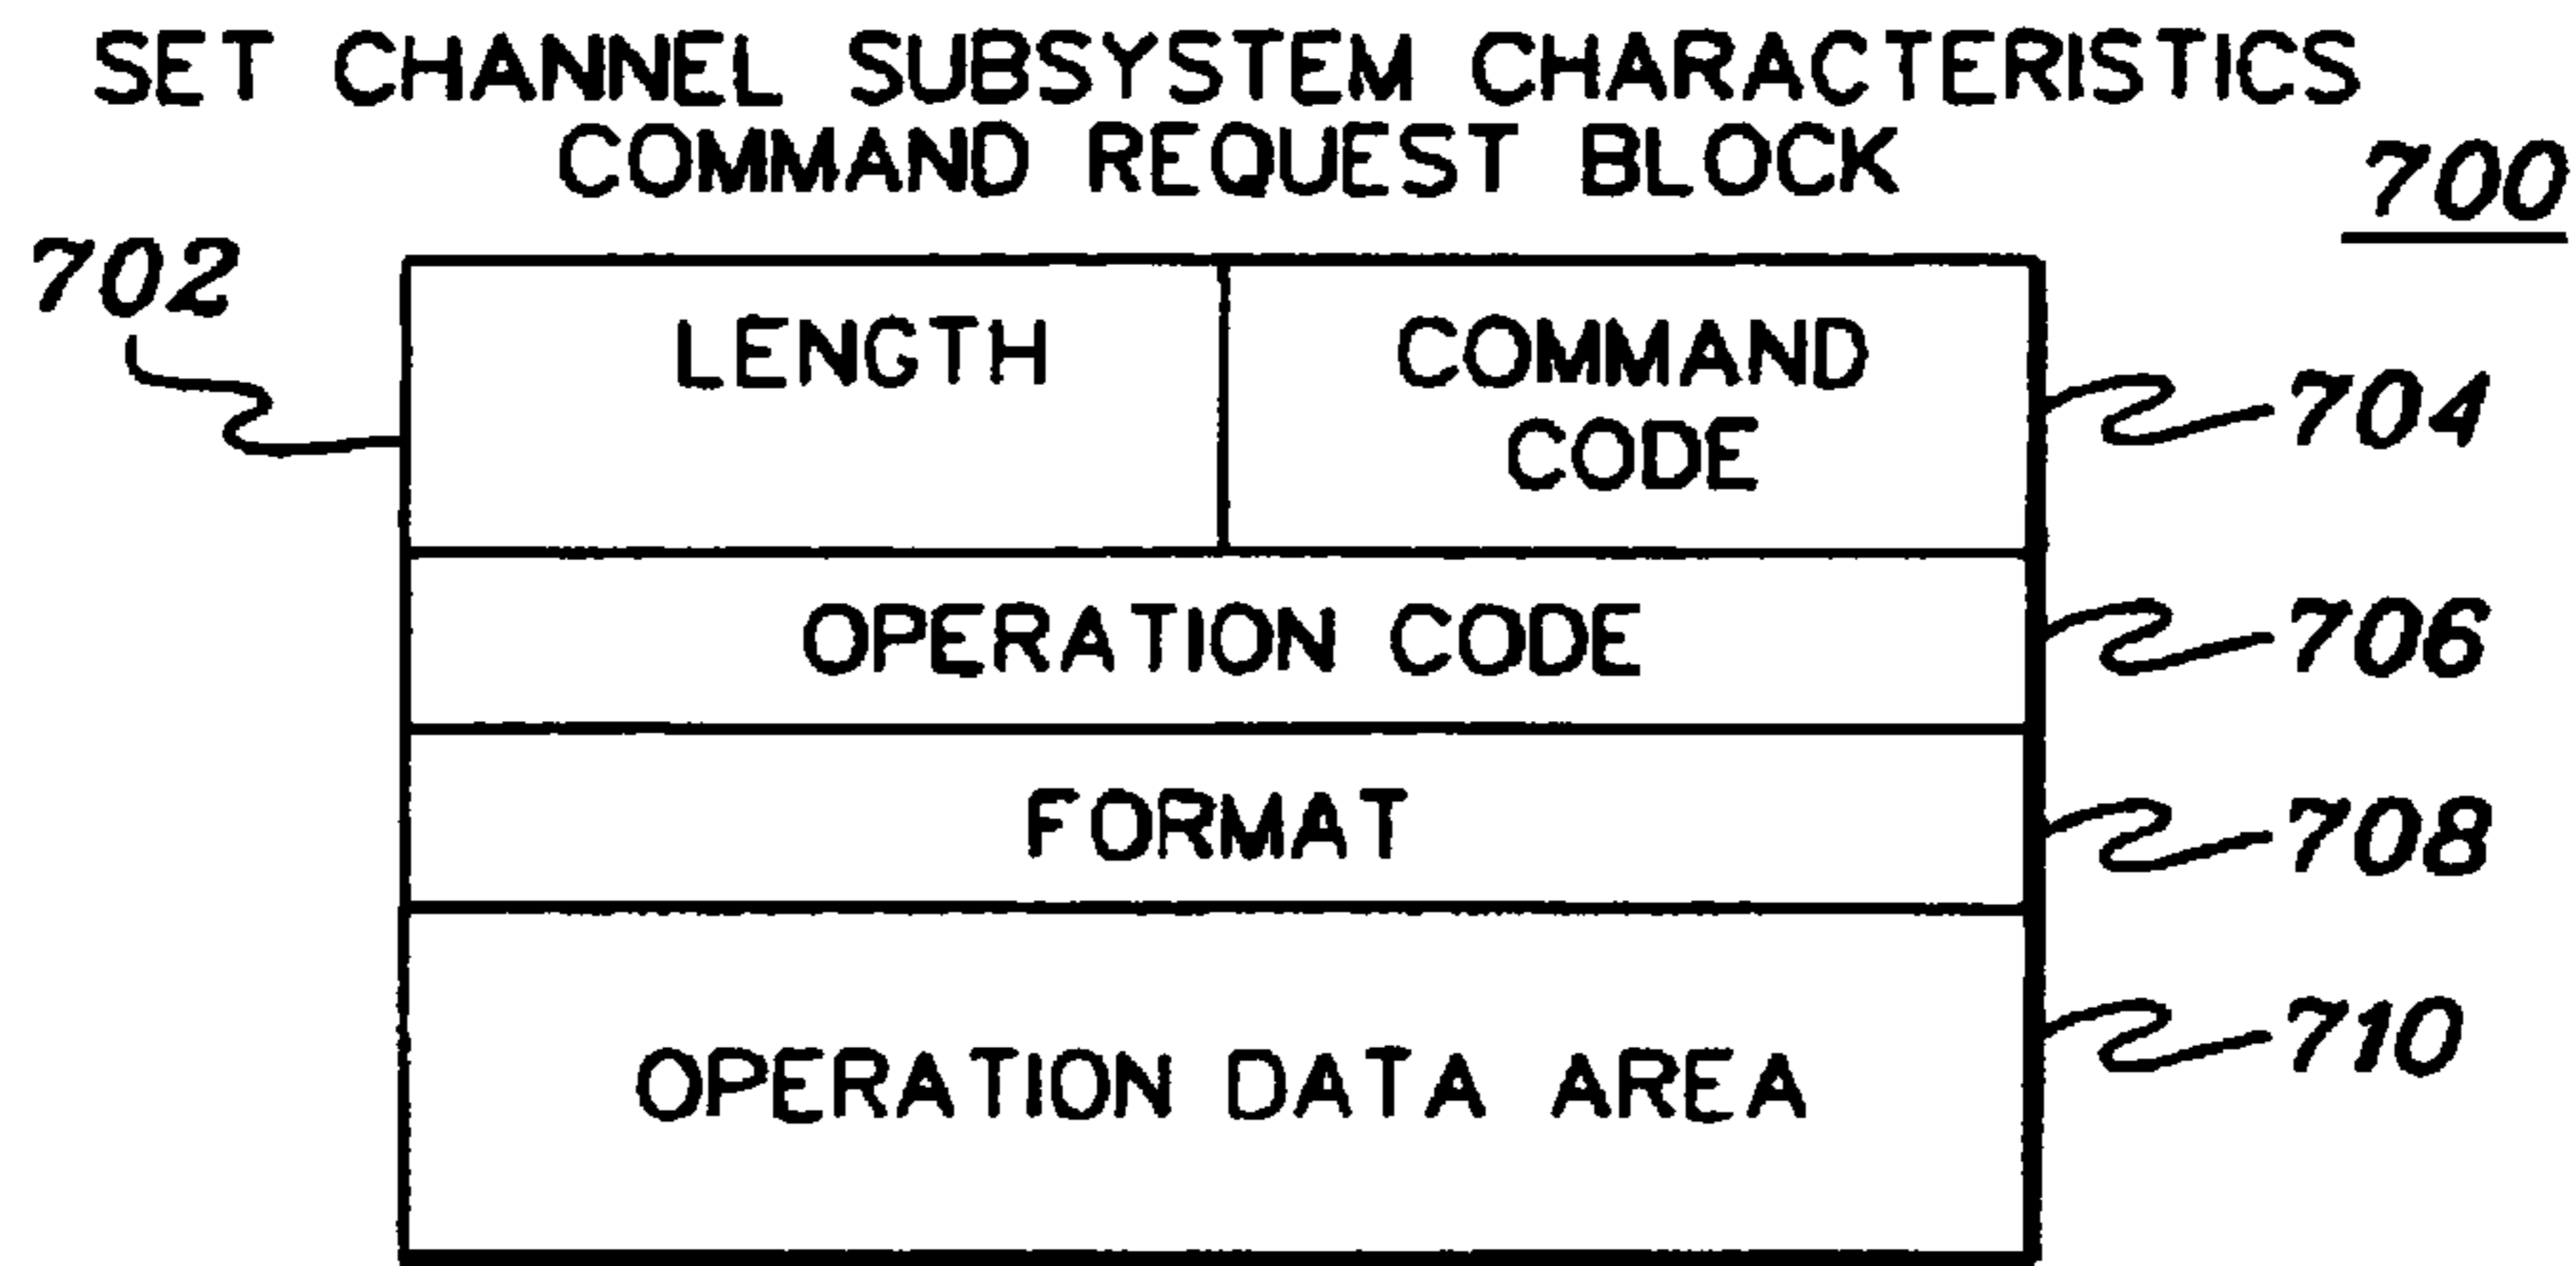 SET CHANNEL SUBSYSTEM CHARACTERISTICS
COMMAND REQUEST BLOCK
700
702
LENGTH
COMMAND
CODE
704
OPERATION CODE
706
FORMAT
708
OPERATION DATA AREA
710